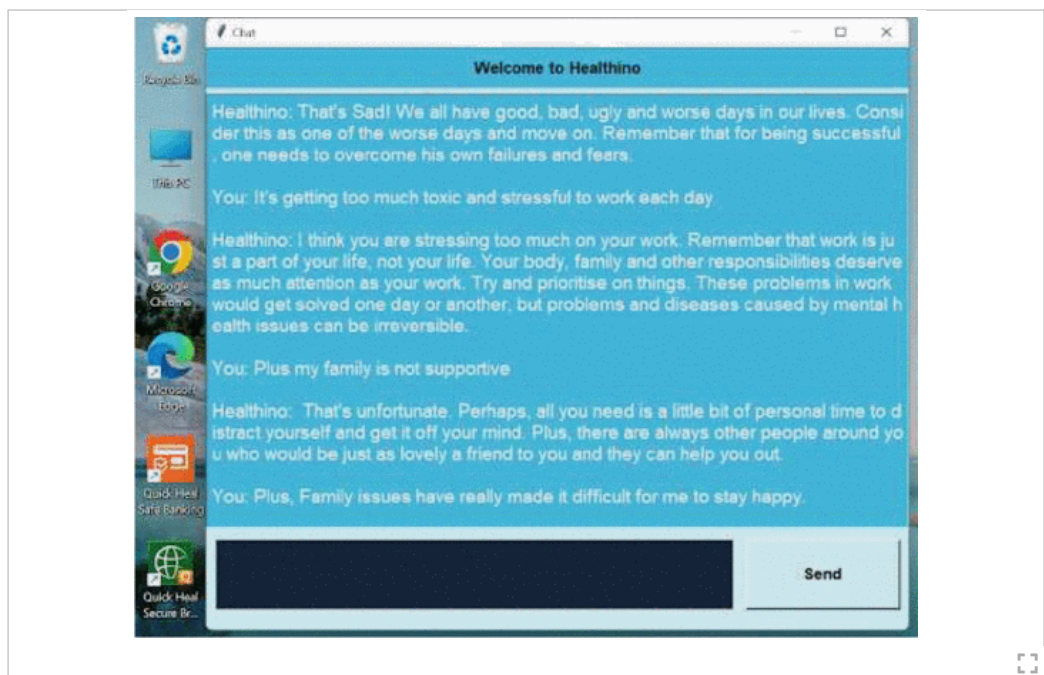 Recycle Bin
This PC
Google
Chrome
Microsoft
Edge
Quick Heal
Safe Banking
Quick Heal
Secure Br...
Chat
Welcome to Healthino
Healthino: That's Sad! We all have good, bad, ugly and worse days in our lives. Consi
der this as one of the worse days and move on. Remember that for being successful
, one needs to overcome his own failures and fears.
You: It's getting too much toxic and stressful to work each day
Healthino: I think you are stressing too much on your work. Remember that work is ju
st a part of your life, not your life. Your body, family and other responsibilities deserve
as much attention as your work. Try and prioritise on things. These problems in work
would get solved one day or another, but problems and diseases caused by mental h
ealth issues can be irreversible.
You: Plus my family is not supportive
Healthino:  That's unfortunate. Perhaps, all you need is a little bit of personal time to d
istract yourself and get it off your mind. Plus, there are always other people around yo
u who would be just as lovely a friend to you and they can help you out.
You: Plus, Family issues have really made it difficult for me to stay happy.
Send